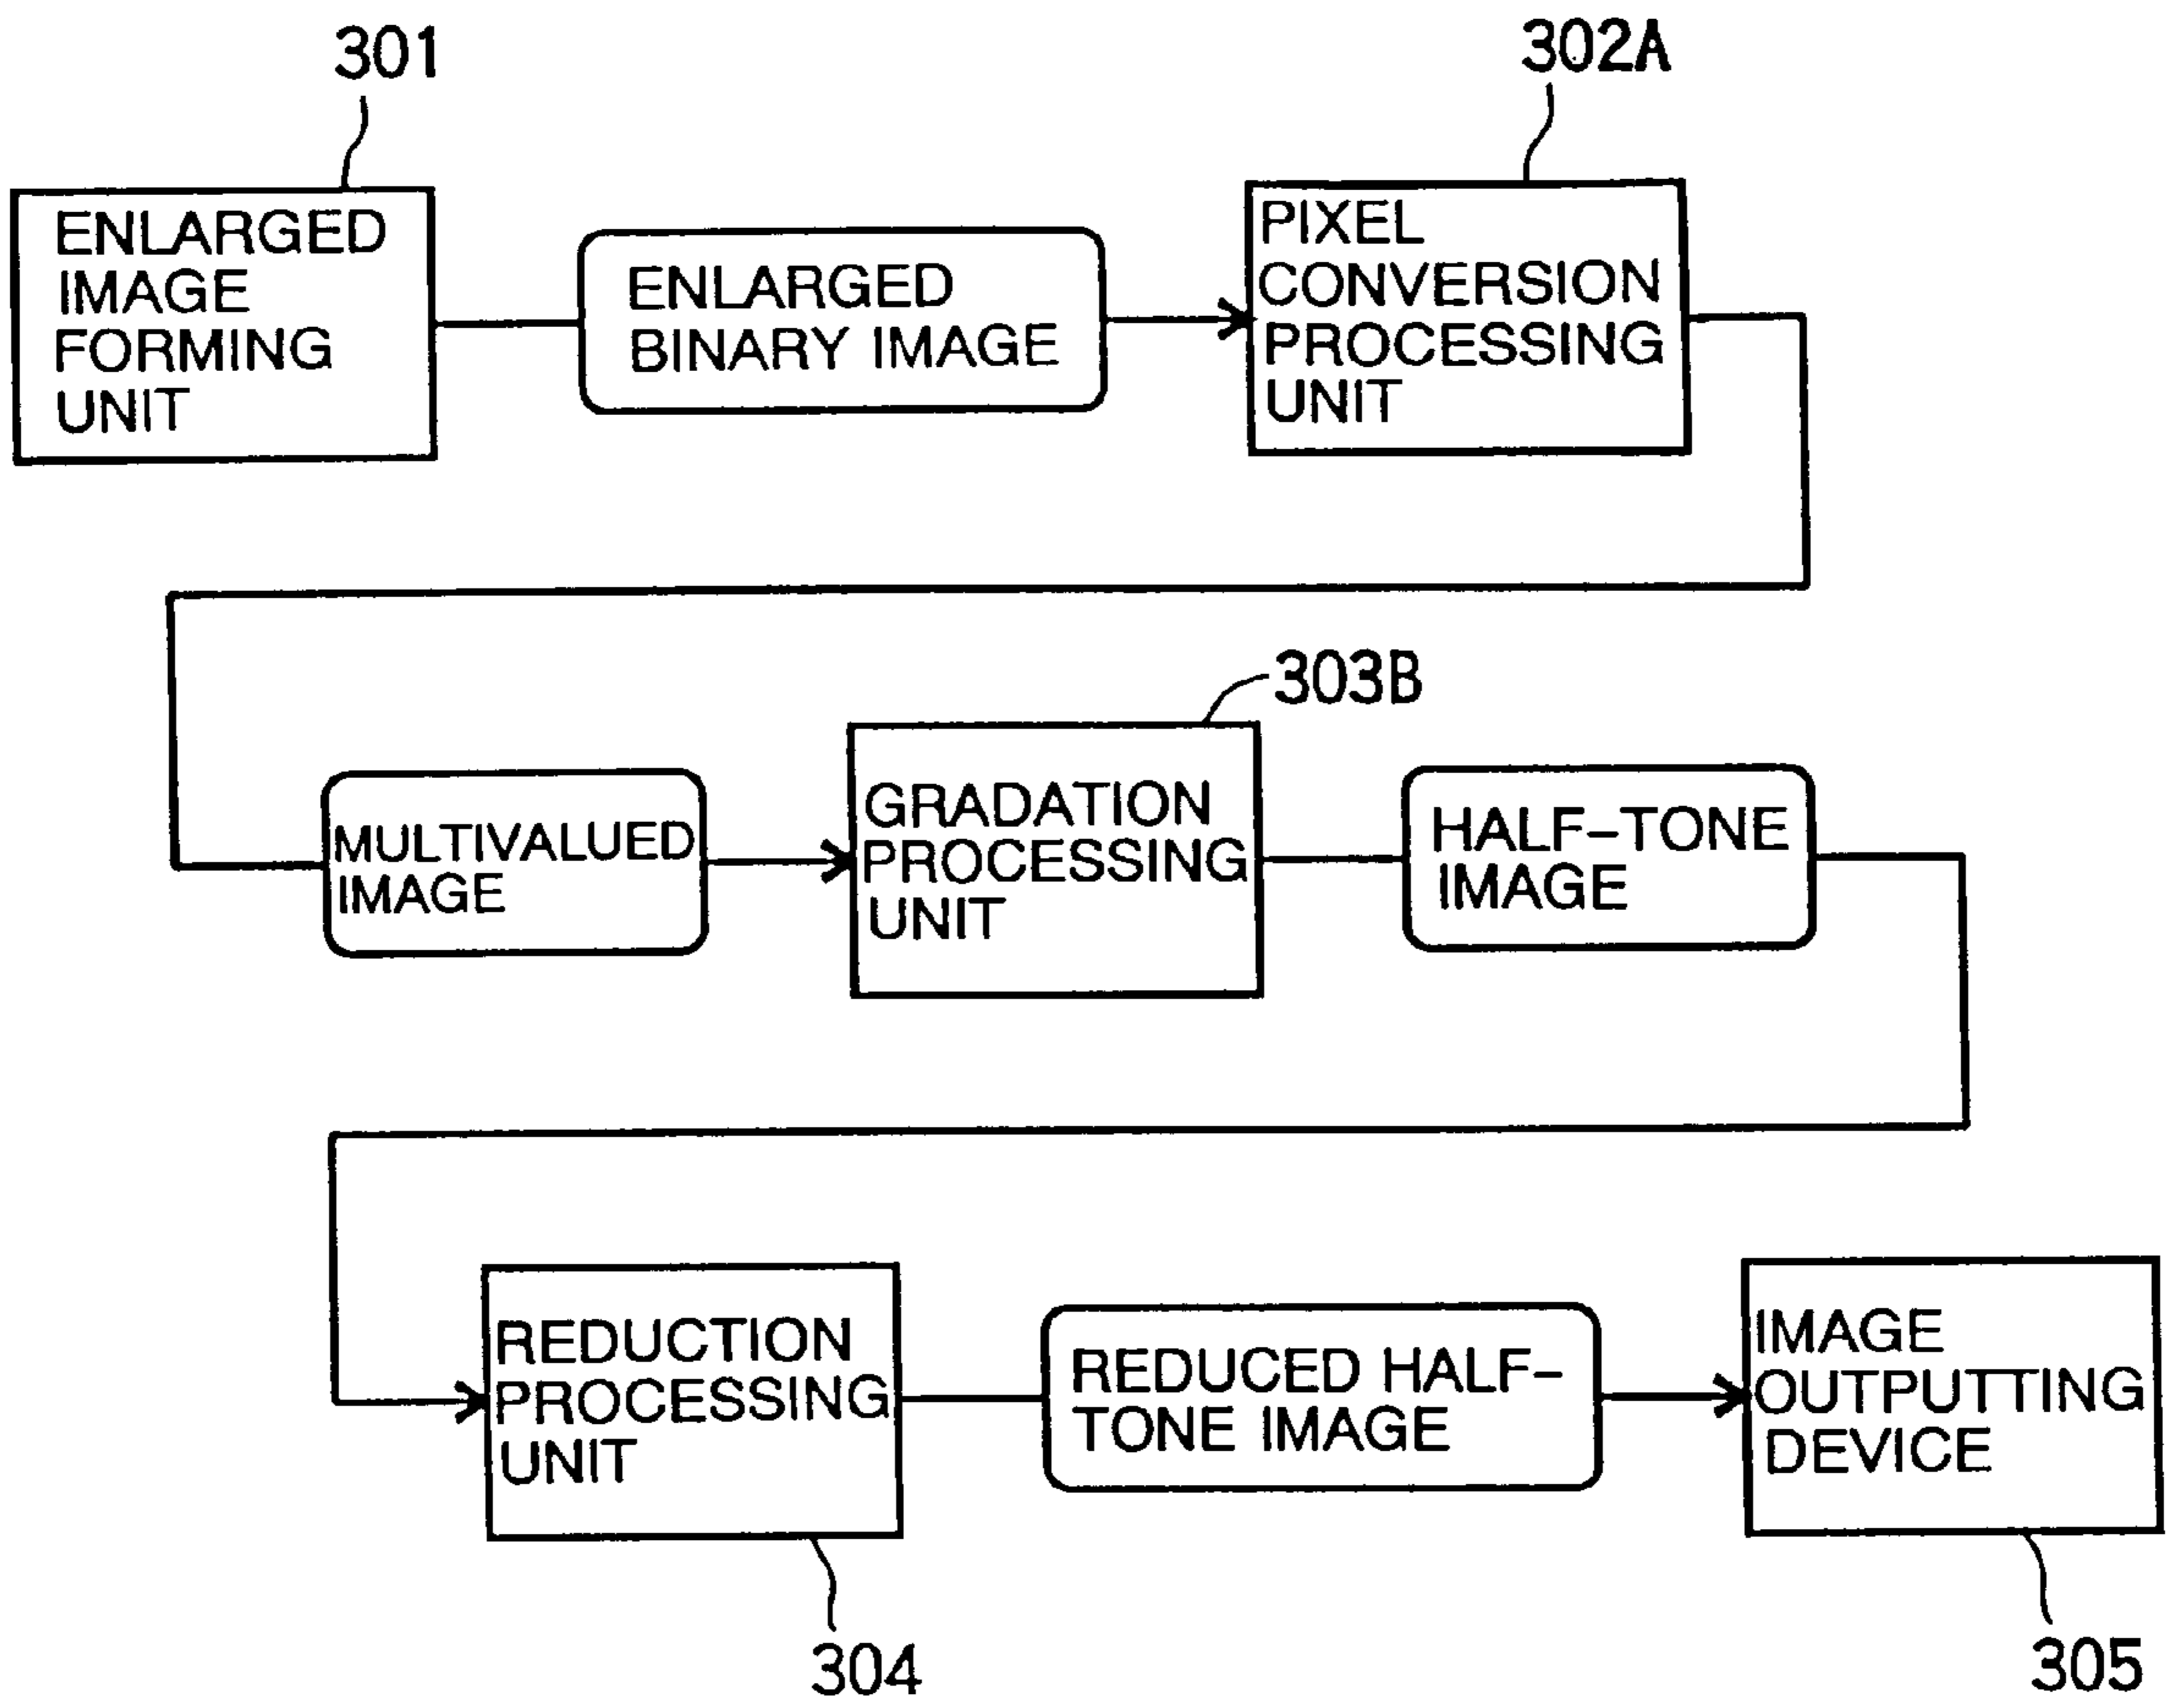 301
302A
ENLARGED
IMAGE
FORMING
UNIT
ENLARGED
BINARY IMAGE
PIXEL
CONVERSION
PROCESSING
UNIT
303B
MULTIVALUED
IMAGE
GRADATION
PROCESSING
UNIT
HALF-TONE
IMAGE
REDUCTION
PROCESSING
UNIT
REDUCED HALF-
TONE IMAGE
IMAGE
OUTPUTTING
DEVICE
304
305